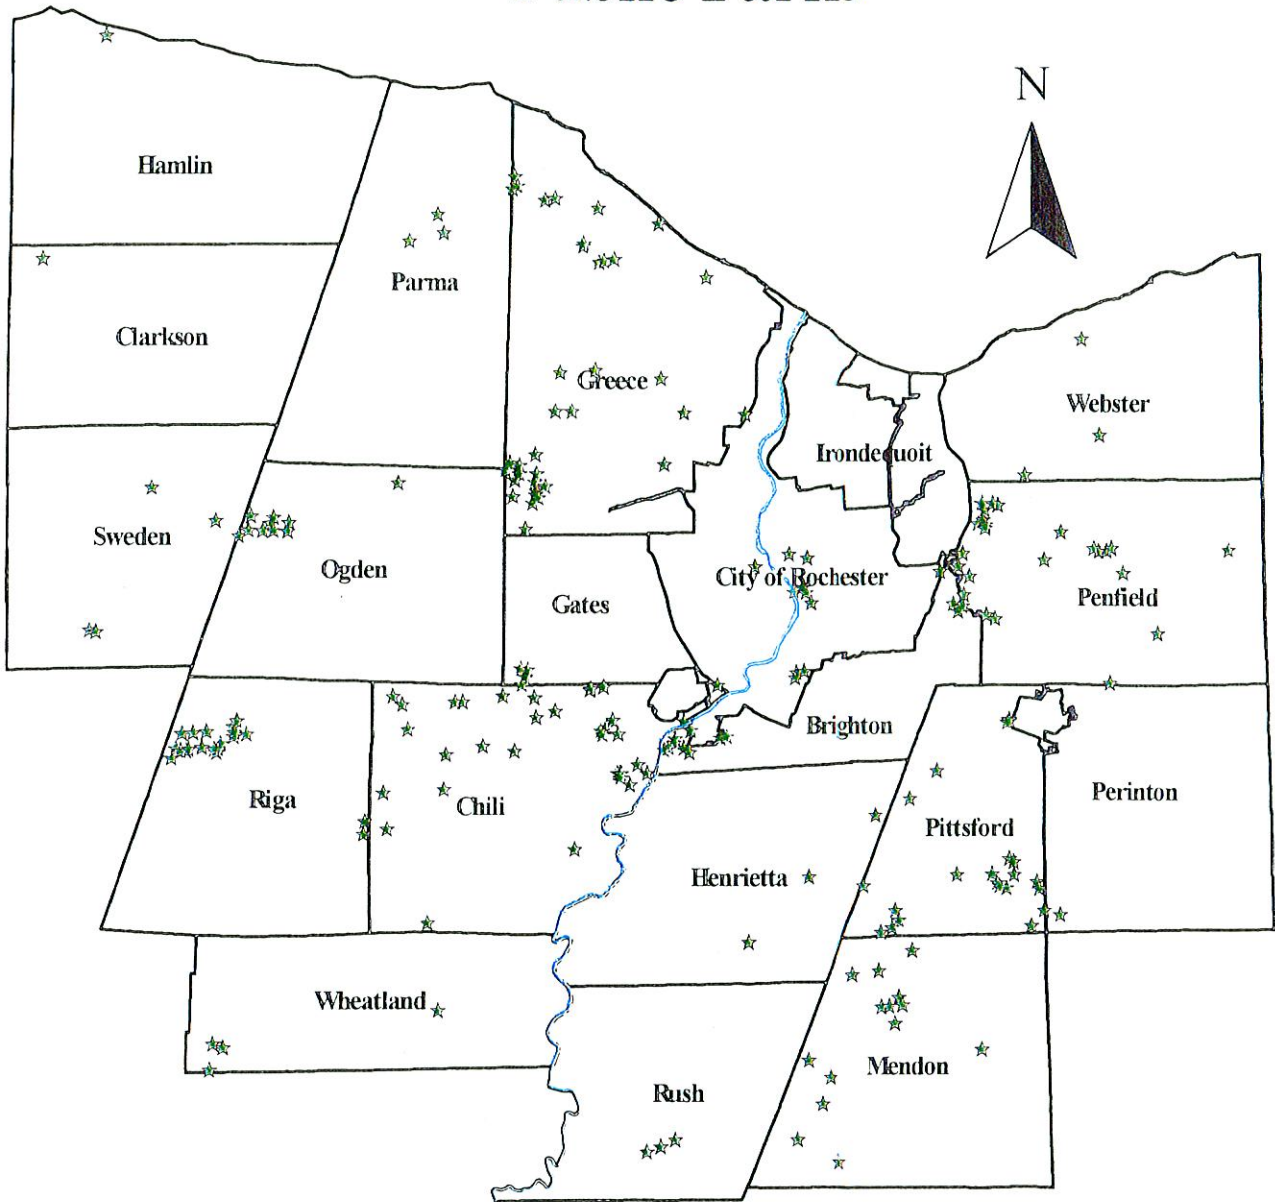 N
Hamlin
Parma
Clarkson
Greece
Webster
Irondequoit
Sweden
Ogden
City of Rochester
Gates
Penfield
Brighton
Riga
Chili
Perinton
Pittsford
Henrietta
Wheatland
Mendon
Rush